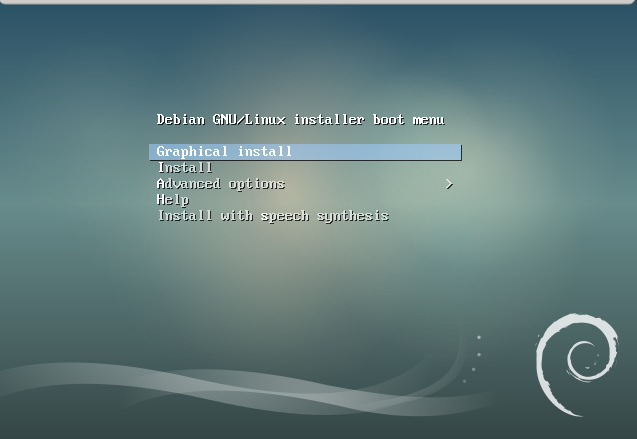 Debian GNU/Linux installer boot menu
Graphical install
Install
Advanced options >
Help
Install with speech synthesis